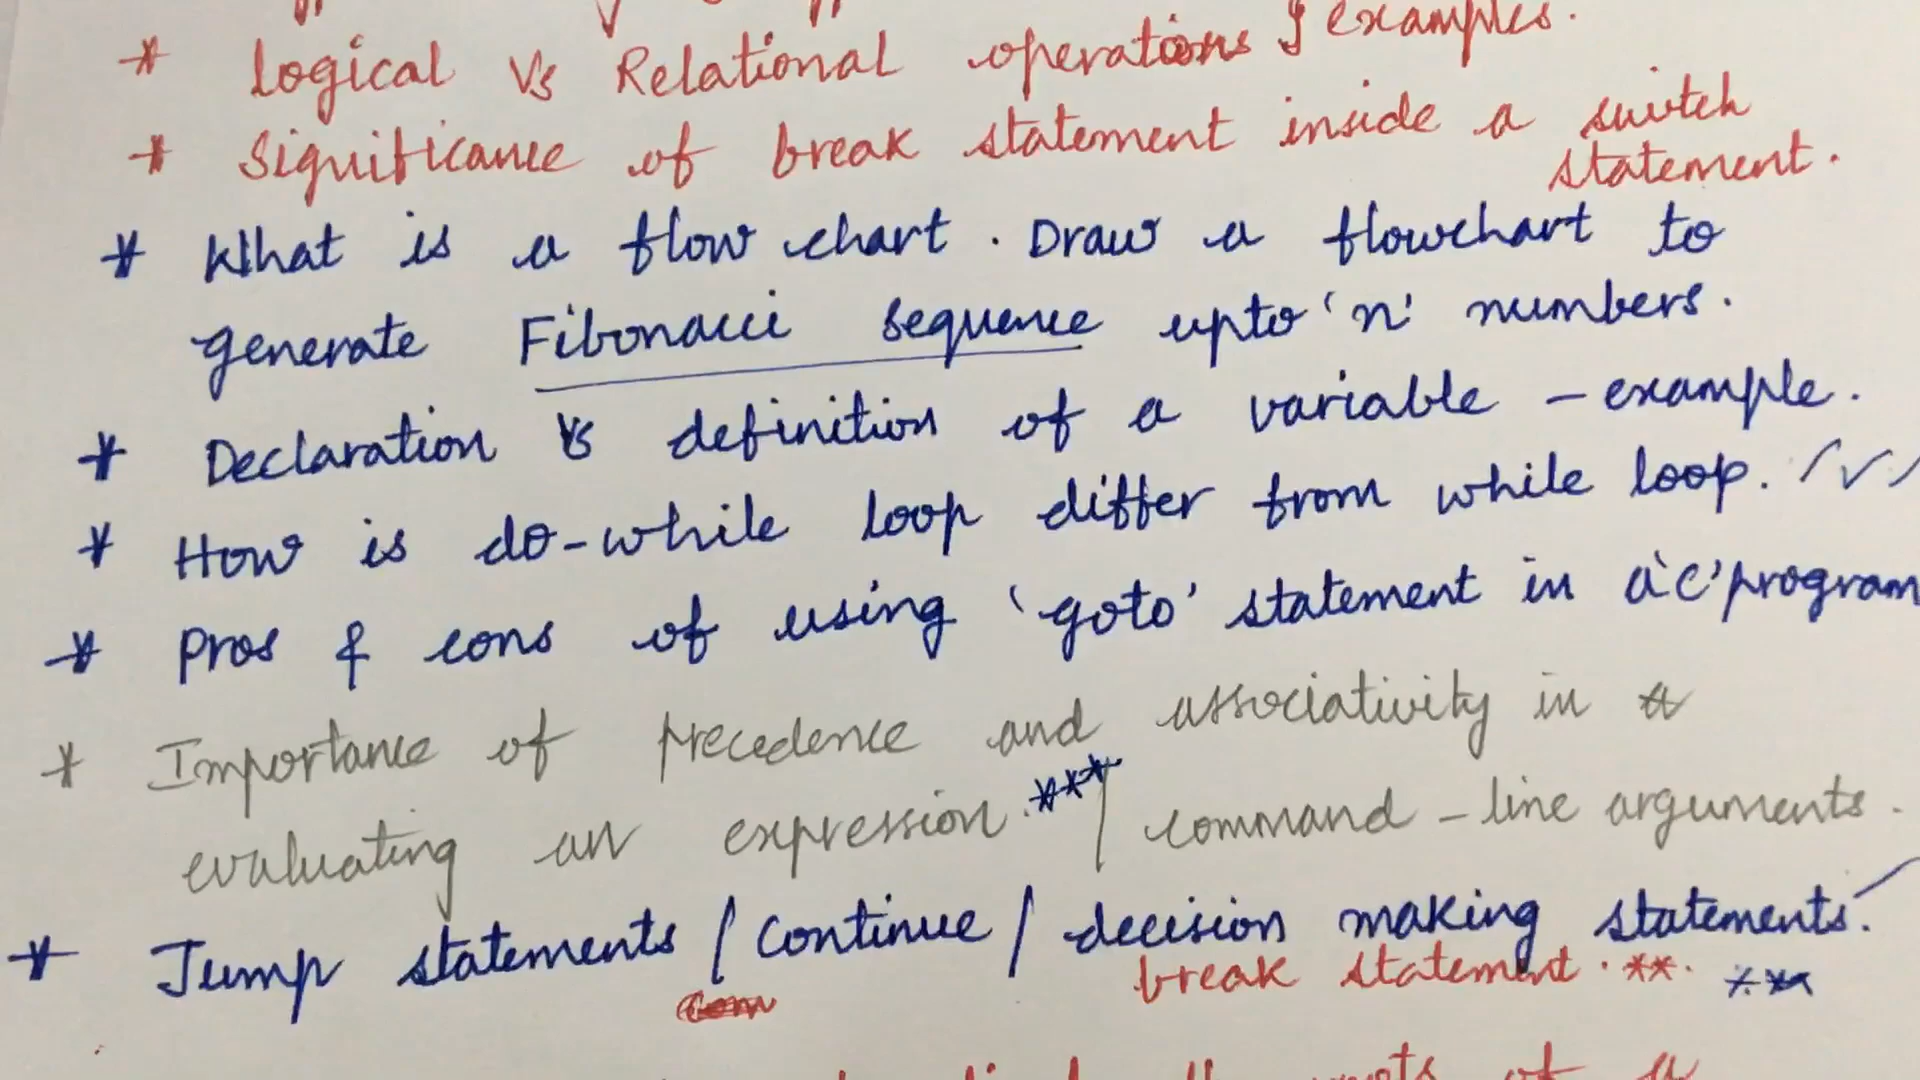 * Logical Vs Relational operations & examples.
* Significance of break statement inside a switch
statement.
* What is a flow chart. Draw a flowchart to
generate Fibonacci sequence upto 'n' numbers.
* Declaration Vs definition of a variable - example.
* How is do-while loop differ from while loop.
* Pros & cons of using 'goto' statement in a 'C' program
* Importance of precedence and associativity in a
evaluating an expression. *** / command-line arguments.
* Jump statements / Continue / decision making statements.
break statement. **. ***
of a